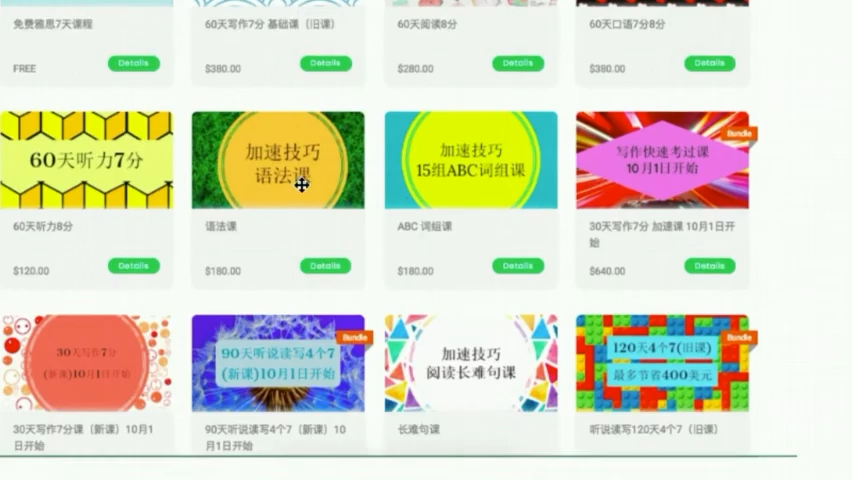 免费雅思7天课程
60天写作7分 基础课（旧课）
60天阅读8分
60天口语7分8分
FREE
Details
$380.00
Details
$280.00
Details
$380.00
Details
60天听力7分
加速技巧
语法课
加速技巧
15组ABC词组课
Bundle
写作快速考过课
10月1日开始
60天听力8分
语法课
ABC 词组课
30天写作7分 加速课 10月1日开
始
$120.00
Details
$180.00
Details
$180.00
Details
$640.00
Details
30天写作7分
(新课)10月1日开始
Bundle
90天听说读写4个7
(新课)10月1日开始
加速技巧
阅读长难句课
Bundle
120天4个7(旧课)
最多节省400美元
30天写作7分课（新课）10月1
日开始
90天听说读写4个7（新课）10
月1日开始
长难句课
听说读写120天4个7（旧课）